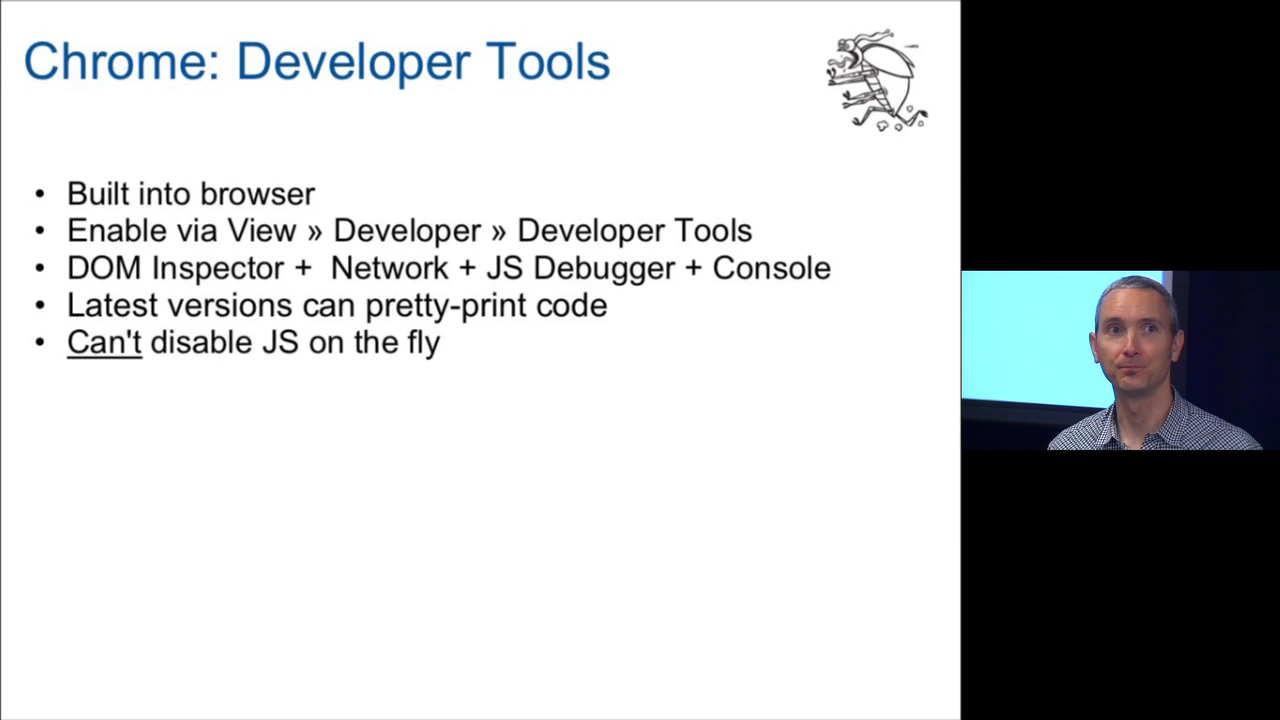 Chrome: Developer Tools
• Built into browser
• Enable via View » Developer » Developer Tools
• DOM Inspector + Network + JS Debugger + Console
• Latest versions can pretty-print code
• Can't disable JS on the fly